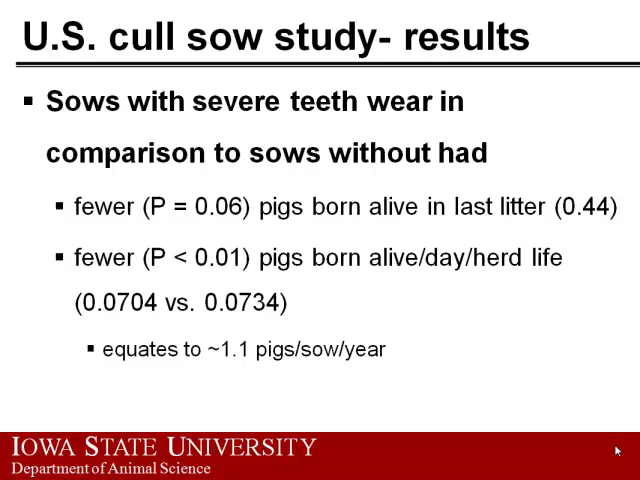 U.S. cull sow study- results
▪ Sows with severe teeth wear in
comparison to sows without had
▪ fewer (P = 0.06) pigs born alive in last litter (0.44)
▪ fewer (P < 0.01) pigs born alive/day/herd life
(0.0704 vs. 0.0734)
▪ equates to ~1.1 pigs/sow/year
IOWA STATE UNIVERSITY
Department of Animal Science